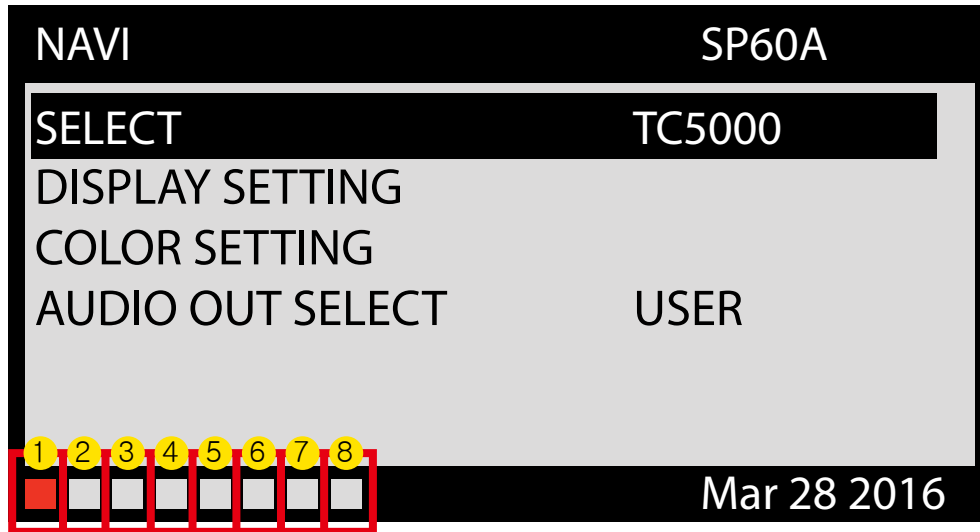 NAVI SP60A
SELECT TC5000
DISPLAY SETTING
COLOR SETTING
AUDIO OUT SELECT USER
1 2 3 4 5 6 7 8
Mar 28 2016